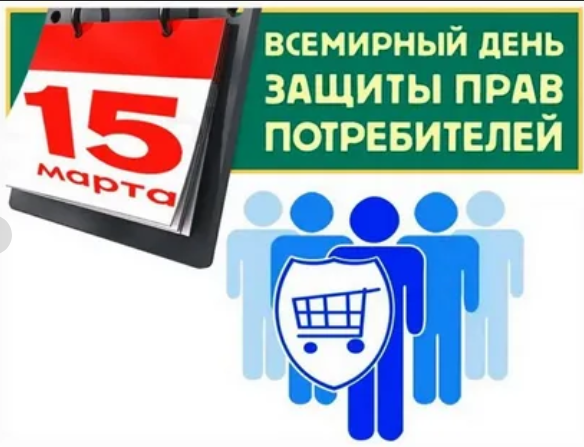 15
марта
ВСЕМИРНЫЙ ДЕНЬ
ЗАЩИТЫ ПРАВ
ПОТРЕБИТЕЛЕЙ